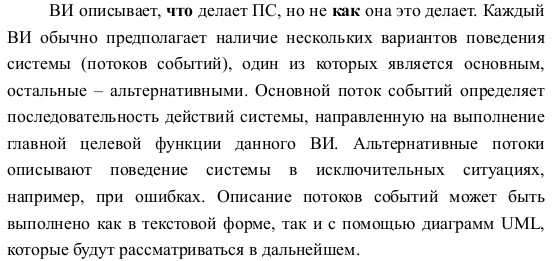 ВИ описывает, что делает ПС, но не как она это делает. Каждый
ВИ обычно предполагает наличие нескольких вариантов поведения
системы (потоков событий), один из которых является основным,
остальные – альтернативными. Основной поток событий определяет
последовательность действий системы, направленную на выполнение
главной целевой функции данного ВИ. Альтернативные потоки
описывают поведение системы в исключительных ситуациях,
например, при ошибках. Описание потоков событий может быть
выполнено как в текстовой форме, так и с помощью диаграмм UML,
которые будут рассматриваться в дальнейшем.